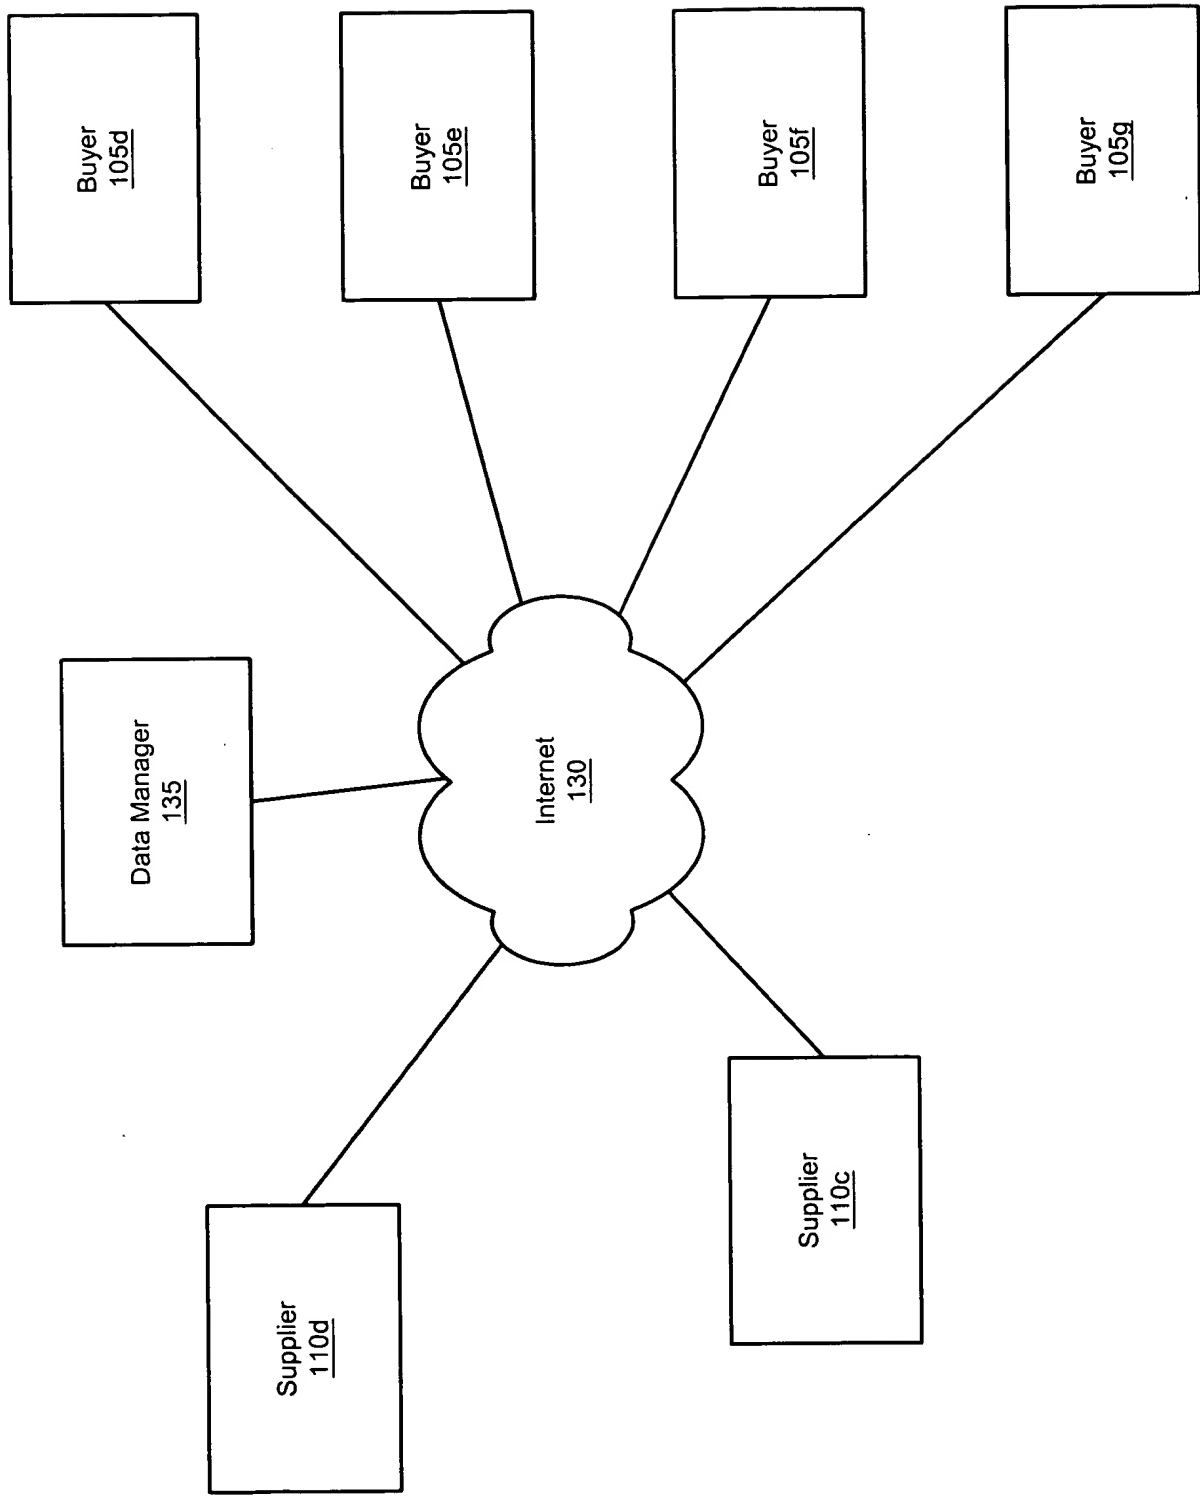 Supplier
110d
Data Manager
135
Buyer
105d
Buyer
105e
Internet
130
Supplier
110c
Buyer
105f
Buyer
105g